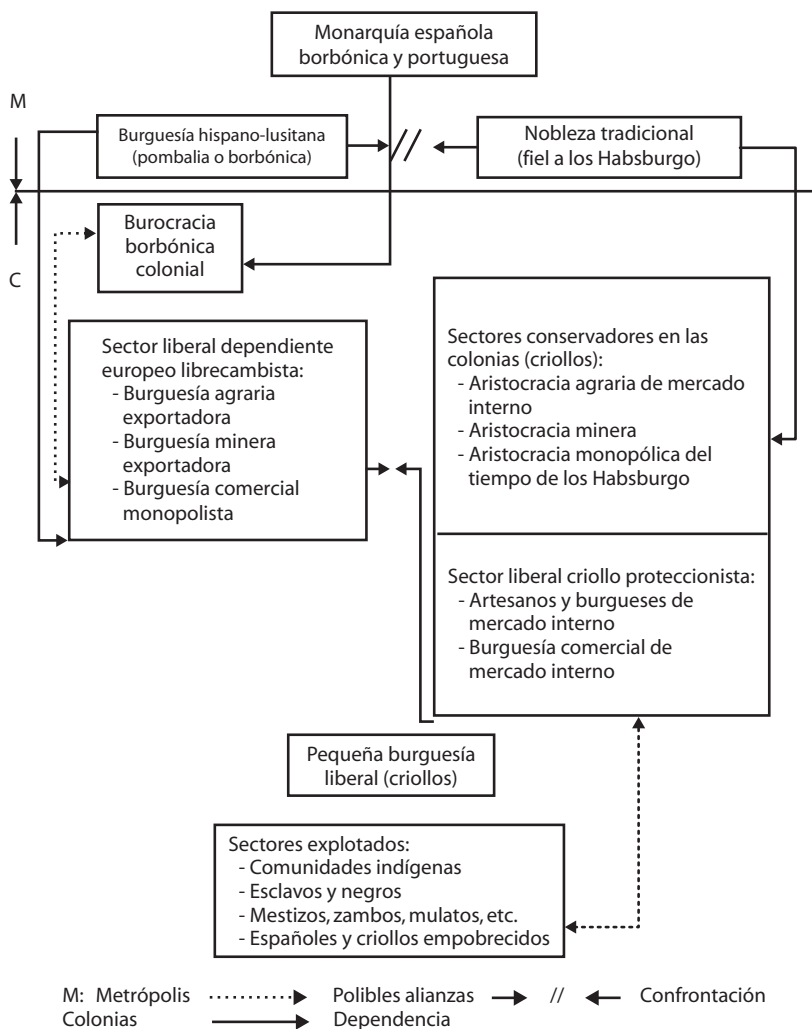 Monarquía española
borbónica y portuguesa
M
Burguesía hispano-lusitana
(pombalia o borbónica)
//
Nobleza tradicional
(fiel a los Habsburgo)
Burocracia
borbónica
colonial
C
Sector liberal dependiente
europeo librecambista:
- Burguesía agraria
exportadora
- Burguesía minera
exportadora
- Burguesía comercial
monopolista
Sectores conservadores en las
colonias (criollos):
- Aristocracia agraria de mercado
interno
- Aristocracia minera
- Aristocracia monopólica del
tiempo de los Habsburgo
Sector liberal criollo proteccionista:
- Artesanos y burgueses de
mercado interno
- Burguesía comercial de
mercado interno
Pequeña burguesía
liberal (criollos)
Sectores explotados:
- Comunidades indígenas
- Esclavos y negros
- Mestizos, zambos, mulatos, etc.
- Españoles y criollos empobrecidos
M: Metrópolis Polibles alianzas // Confrontación
Colonias Dependencia